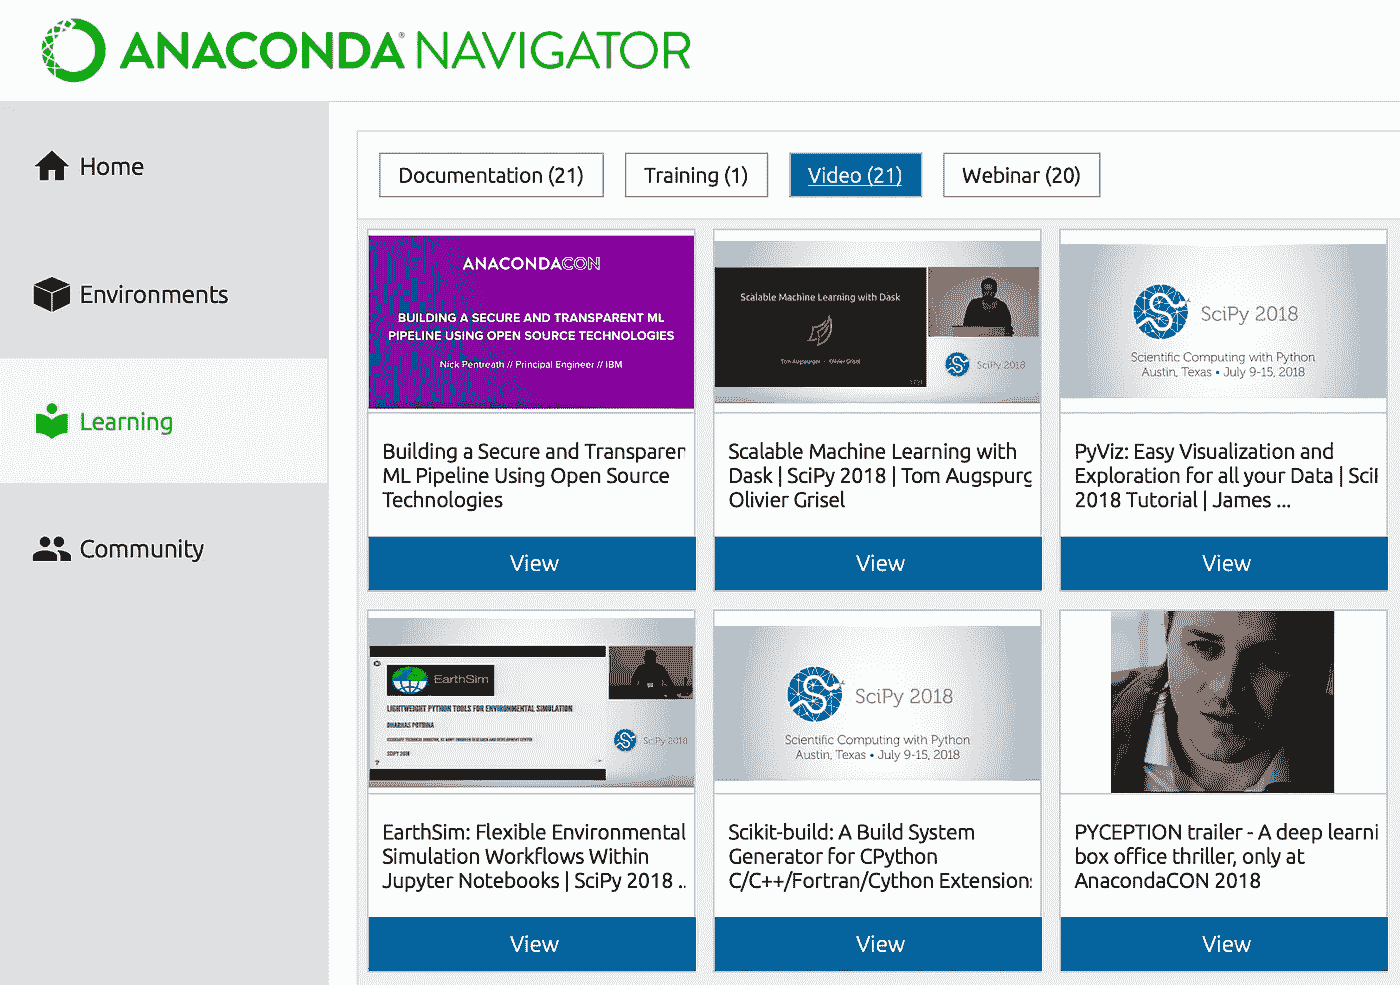 ANACONDA® NAVIGATOR
Home
Environments
Learning
Community
Documentation (21)
Training (1)
Video (21)
Webinar (20)
ANACONDACON
BUILDING A SECURE AND TRANSPARENT ML
PIPELINE USING OPEN SOURCE TECHNOLOGIES
Nick Pentreath // Principal Engineer // IBM
Building a Secure and Transparer
ML Pipeline Using Open Source
Technologies
View
Scalable Machine Learning with Dask
Tom Augspurger - Olivier Grisel
SciPy 2018
Scalable Machine Learning with
Dask | SciPy 2018 | Tom Augspurg
Olivier Grisel
View
SciPy 2018
Scientific Computing with Python
Austin, Texas • July 9-15, 2018
PyViz: Easy Visualization and
Exploration for all your Data | Scil
2018 Tutorial | James ...
View
EarthSim
LIGHTWEIGHT PYTHON TOOLS FOR ENVIRONMENTAL SIMULATION
DHARHAS POTHINA
SCIPY 2018
SciPy 2018
EarthSim: Flexible Environmental
Simulation Workflows Within
Jupyter Notebooks | SciPy 2018 ..
View
SciPy 2018
Scientific Computing with Python
Austin, Texas • July 9-15, 2018
Scikit-build: A Build System
Generator for CPython
C/C++/Fortran/Cython Extension:
View
PYCEPTION trailer - A deep learni
box office thriller, only at
AnacondaCON 2018
View